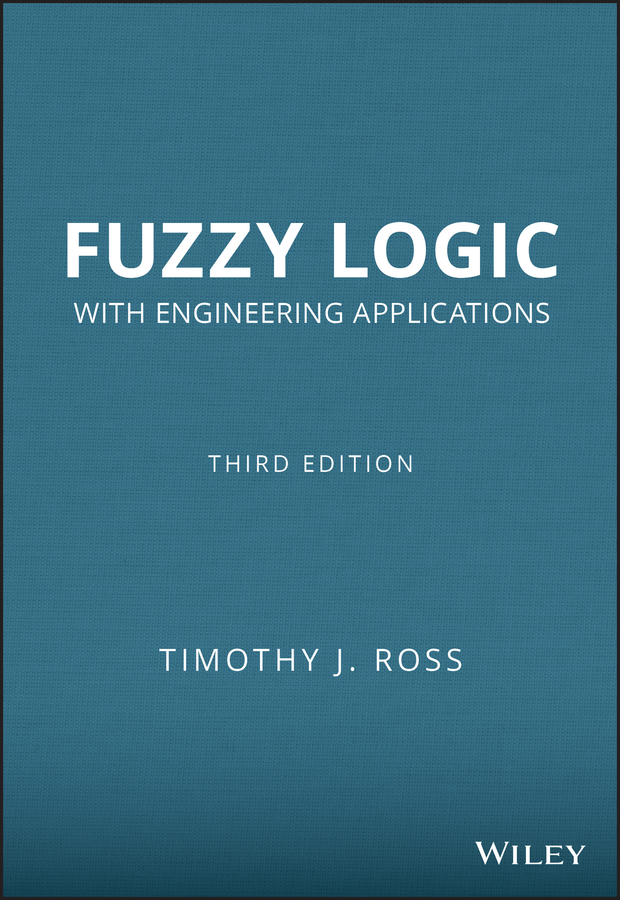 FUZZY LOGIC
WITH ENGINEERING APPLICATIONS
THIRD EDITION
TIMOTHY J. ROSS
WILEY